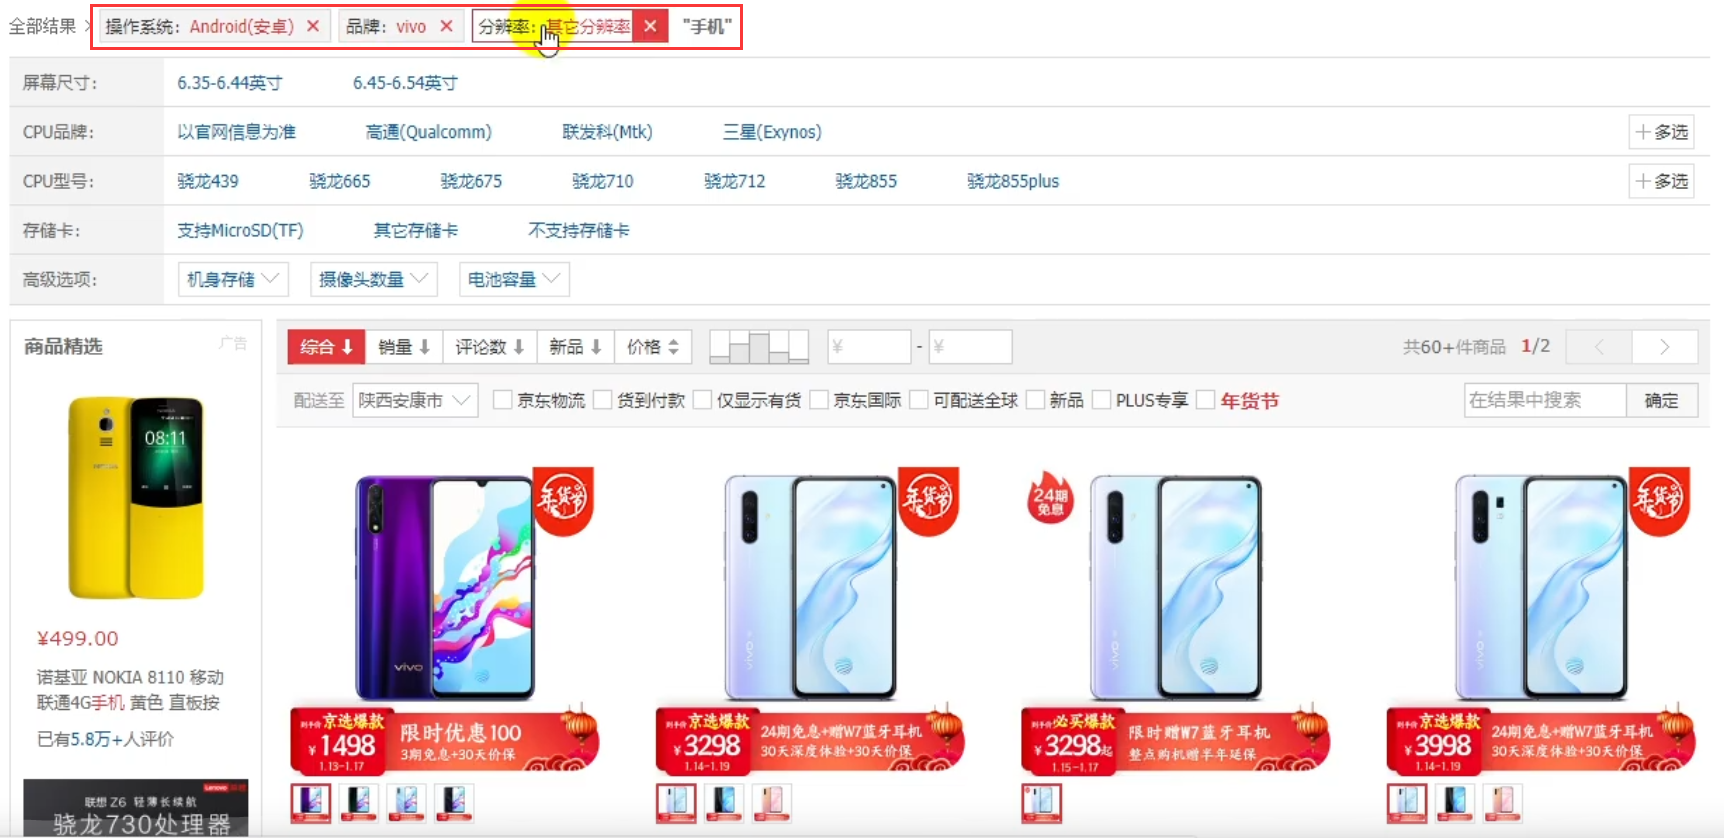 全部结果 > 操作系统：Android(安卓) × 品牌：vivo × 分辨率：其它分辨率 × "手机"
屏幕尺寸： 6.35-6.44英寸 6.45-6.54英寸
CPU品牌： 以官网信息为准 高通(Qualcomm) 联发科(Mtk) 三星(Exynos) +多选
CPU型号： 骁龙439 骁龙665 骁龙675 骁龙710 骁龙712 骁龙855 骁龙855plus +多选
存储卡： 支持MicroSD(TF) 其它存储卡 不支持存储卡
高级选项： 机身存储 摄像头数量 电池容量
商品精选 广告
综合 销量 评论数 新品 价格 ¥ - ¥ 共60+件商品 1/2 < >
配送至 陕西安康市 京东物流 货到付款 仅显示有货 京东国际 可配送全球 新品 PLUS专享 年货节 在结果中搜索 确定
08:11
¥499.00
诺基亚 NOKIA 8110 移动
联通4G手机 黄色 直板按
已有5.8万+人评价
联想 Z6 轻薄长续航
骁龙730处理器
年货节
vivo
到手价 京选爆款
¥1498
1.13-1.17
限时优惠100
3期免息+30天价保
年货节
vivo
到手价 京选爆款
¥3298
1.14-1.19
24期免息+赠W7蓝牙耳机
30天深度体验+30天价保
24期
免息
vivo
到手价 必买爆款
¥3298起
1.15-1.17
限时赠W7蓝牙耳机
整点购机赠半年延保
年货节
vivo
到手价 京选爆款
¥3998
1.14-1.19
24期免息+赠W7蓝牙耳机
30天深度体验+30天价保